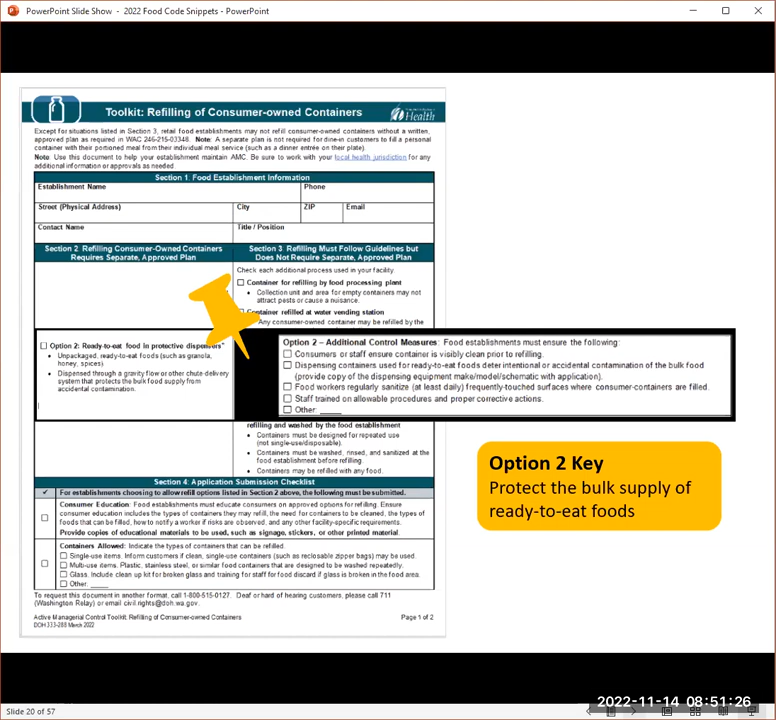 PowerPoint Slide Show - 2022 Food Code Snippets - PowerPoint
Toolkit: Refilling of Consumer-owned Containers
Health
Except for situations listed in Section 3, retail food establishments may not refill consumer-owned containers without a written,
approved plan as required in WAC 246-215-03348. Note: A separate plan is not required for dine-in customers to fill a personal
container with their portioned meal from their individual meal service (such as a dinner entrée on their plate).
Note: Use this document to help your establishment maintain AMC. Be sure to work with your local health jurisdiction for any
additional information or approvals as needed.
Section 1: Food Establishment Information
Establishment Name
Phone
Street (Physical Address)
City
ZIP
Email
Contact Name
Title / Position
Section 2: Refilling Consumer-Owned Containers
Requires Separate, Approved Plan
Section 3: Refilling Must Follow Guidelines but
Does Not Require Separate, Approved Plan
Check each additional process used in your facility.
Container for refilling by food processing plant
• Collection unit and area for empty containers may not
attract pests or cause a nuisance.
Container refilled at water vending station
Any consumer-owned container may be refilled by the
Option 2: Ready-to-eat food in protective dispensers*
• Unpackaged, ready-to-eat foods (such as granola,
honey, spices).
• Dispensed through a gravity flow or other chute delivery
system that protects the bulk food supply from
accidental contamination.
Option 2 – Additional Control Measures: Food establishments must ensure the following:
Consumers or staff ensure container is visibly clean prior to refilling.
Dispensing containers used for ready-to-eat foods deter intentional or accidental contamination of the bulk food
(provide copy of the dispensing equipment make/model/schematic with application).
Food workers regularly sanitize (at least daily) frequently-touched surfaces where consumer-containers are filled.
Staff trained on allowable procedures and proper corrective actions.
Other: _____
refilling and washed by the food establishment
• Containers must be designed for repeated use
(not single-use/disposable).
• Containers must be washed, rinsed, and sanitized at the
food establishment before refilling.
• Containers may be refilled with any food.
Option 2 Key
Protect the bulk supply of
ready-to-eat foods
Section 4: Application Submission Checklist
✓ For establishments choosing to allow refill options listed in Section 2 above, the following must be submitted.
Consumer Education: Food establishments must educate consumers on approved options for refilling. Ensure
consumer education includes the types of containers they may refill, the need for containers to be cleaned, the types of
foods that can be filled, how to notify a worker if risks are observed, and any other facility-specific requirements.
Provide copies of educational materials to be used, such as signage, stickers, or other printed material.
Containers Allowed: Indicate the types of containers that can be refilled.
Single-use items. Inform customers if clean, single-use containers (such as reclosable zipper bags) may be used.
Multi-use items. Plastic, stainless steel, or similar food containers that are designed to be washed repeatedly.
Glass. Include clean up kit for broken glass and training for staff for food discard if glass is broken in the food area.
Other: _____
To request this document in another format, call 1-800-515-0127. Deaf or hard of hearing customers, please call 711
(Washington Relay) or email civil.rights@doh.wa.gov.
Active Managerial Control Toolkit: Refilling of Consumer-owned Containers
Page 1 of 2
DOH 333-288 March 2022
2022-11-14 08:51:26
Slide 20 of 57